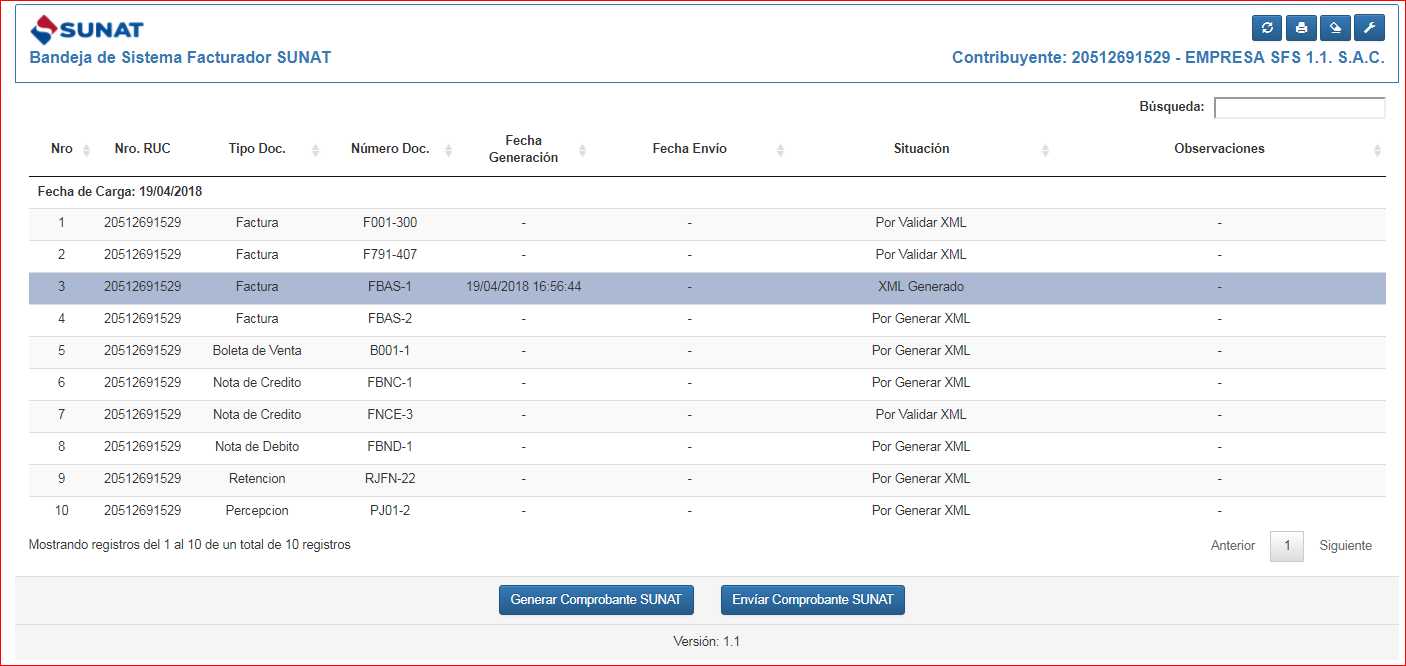 SUNAT
Bandeja de Sistema Facturador SUNAT
Contribuyente: 20512691529 - EMPRESA SFS 1.1. S.A.C.
Búsqueda:
Nro Nro. RUC Tipo Doc. Número Doc. Fecha Generación Fecha Envío Situación Observaciones
Fecha de Carga: 19/04/2018
1 20512691529 Factura F001-300 - - Por Validar XML -
2 20512691529 Factura F791-407 - - Por Validar XML -
3 20512691529 Factura FBAS-1 19/04/2018 16:56:44 - XML Generado -
4 20512691529 Factura FBAS-2 - - Por Generar XML -
5 20512691529 Boleta de Venta B001-1 - - Por Generar XML -
6 20512691529 Nota de Credito FBNC-1 - - Por Generar XML -
7 20512691529 Nota de Credito FNCE-3 - - Por Validar XML -
8 20512691529 Nota de Debito FBND-1 - - Por Generar XML -
9 20512691529 Retencion RJFN-22 - - Por Generar XML -
10 20512691529 Percepcion PJ01-2 - - Por Generar XML -
Mostrando registros del 1 al 10 de un total de 10 registros
Anterior 1 Siguiente
Generar Comprobante SUNAT
Envíar Comprobante SUNAT
Versión: 1.1